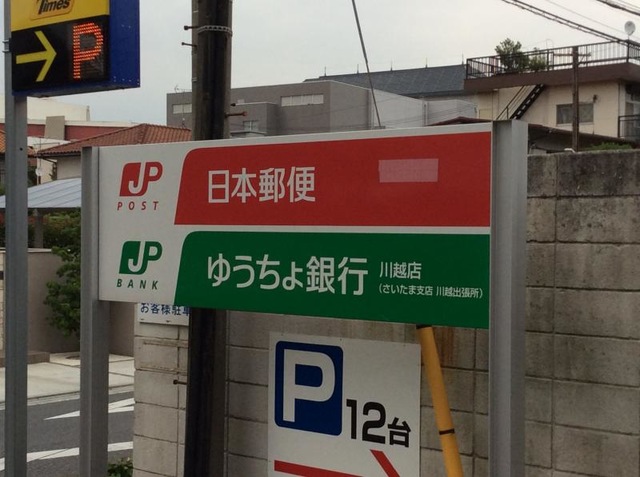 Times
P
JP
POST
日本郵便
JP
BANK
ゆうちょ銀行
川越店
(さいたま支店 川越出張所)
お客様駐車
P
12台